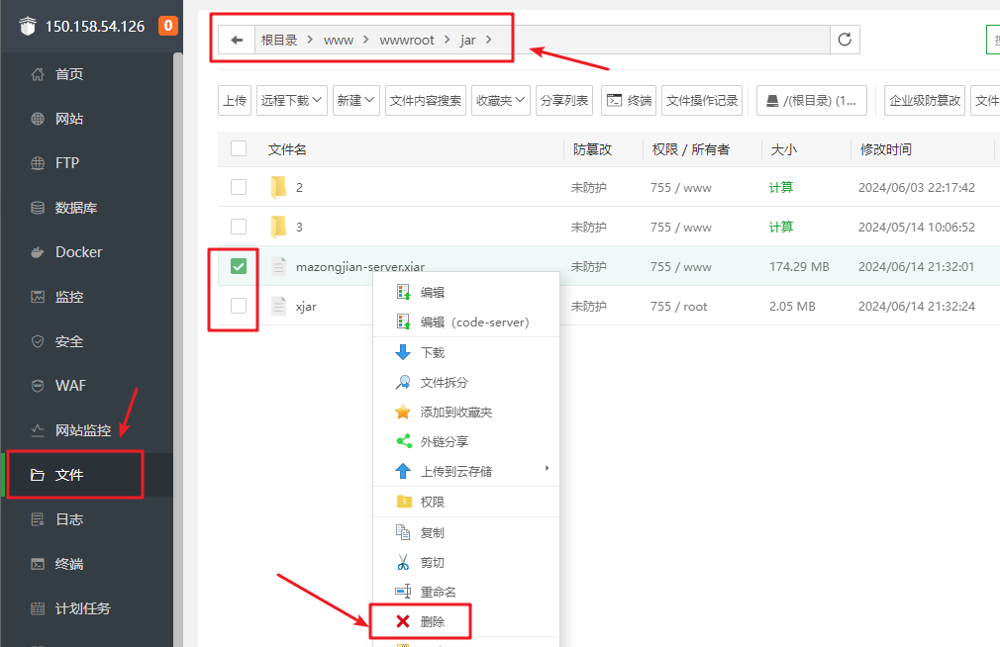 150.158.54.126 0
首页
网站
FTP
数据库
Docker
监控
安全
WAF
网站监控
文件
日志
终端
计划任务
根目录 www wwwroot jar
上传 远程下载 新建 文件内容搜索 收藏夹 分享列表 终端 文件操作记录 /(根目录) (1... 企业级防篡改 文件
文件名 防篡改 权限 / 所有者 大小 修改时间
2 未防护 755 / www 计算 2024/06/03 22:17:42
3 未防护 755 / www 计算 2024/05/14 10:06:52
mazongjian-server.xjar 未防护 755 / www 174.29 MB 2024/06/14 21:32:01
xjar 未防护 755 / root 2.05 MB 2024/06/14 21:32:24
编辑
编辑（code-server）
下载
文件拆分
添加到收藏夹
外链分享
上传到云存储
权限
复制
剪切
重命名
删除